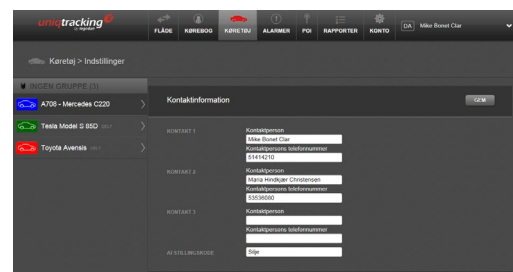 uniqtracking
FLÅDE
KØREBOG
KØRETØJ
ALARMER
POI
RAPPORTER
KONTO
DA
Mike Bonet Clar
Køretøj > Indstillinger
INGEN GRUPPE (3)
A708 - Mercedes C220
Tesla Model S 85D
Toyota Avensis
Kontaktinformation
GEM
KONTAKT 1
Kontaktperson
Mike Bonet Clar
Kontaktpersons telefonnummer
51414210
KONTAKT 2
Kontaktperson
Maria Hindkjær Christensen
Kontaktpersons telefonnummer
53536080
KONTAKT 3
Kontaktperson
Kontaktpersons telefonnummer
AFSTILLINGSKODE
Silje